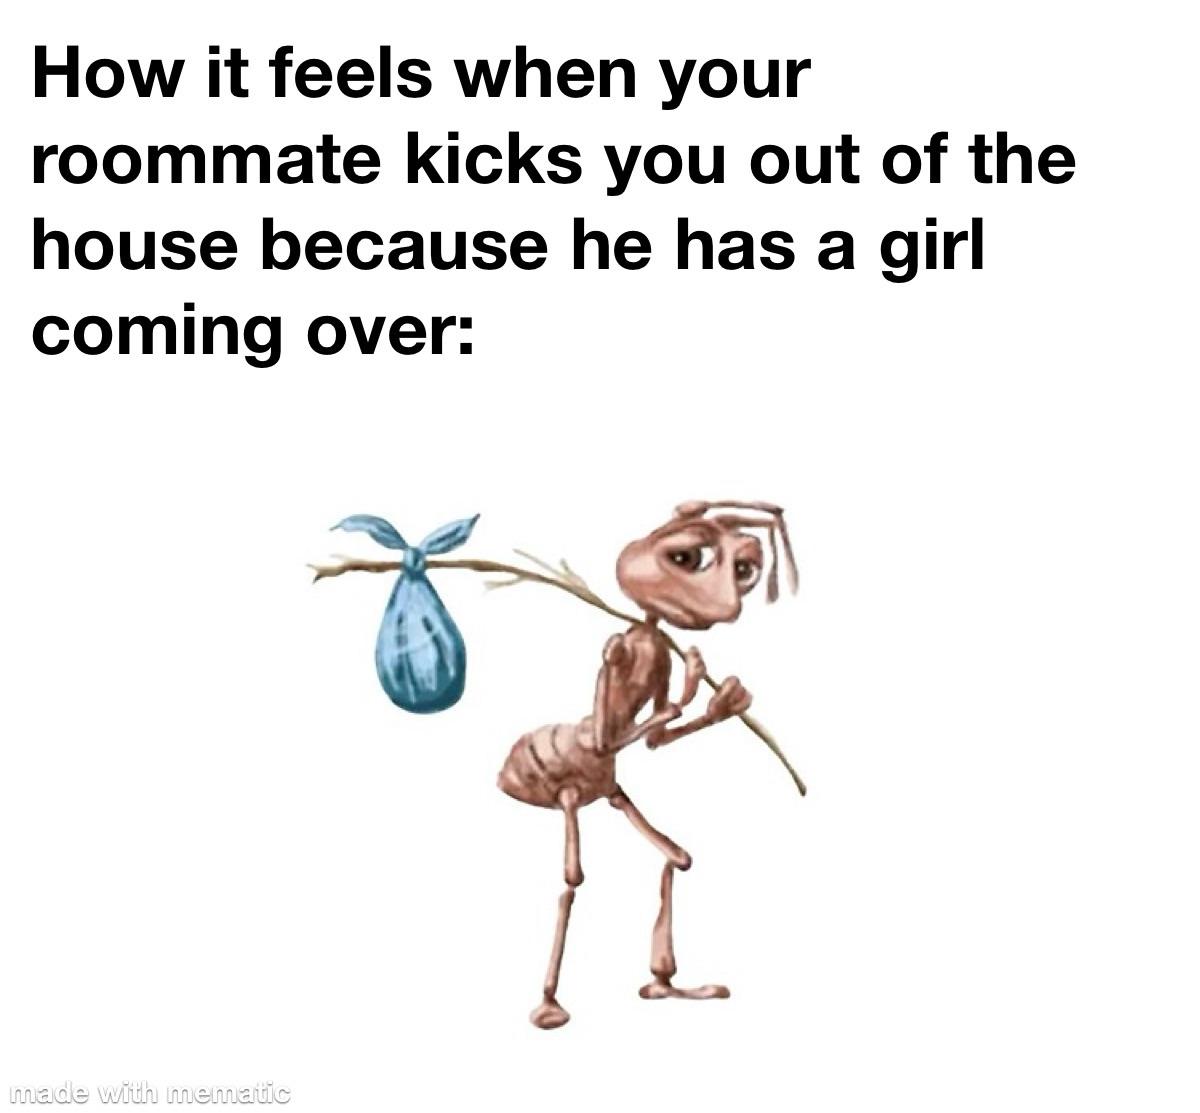 How it feels when your
roommate kicks you out of the
house because he has a girl
coming over:
made with mematic